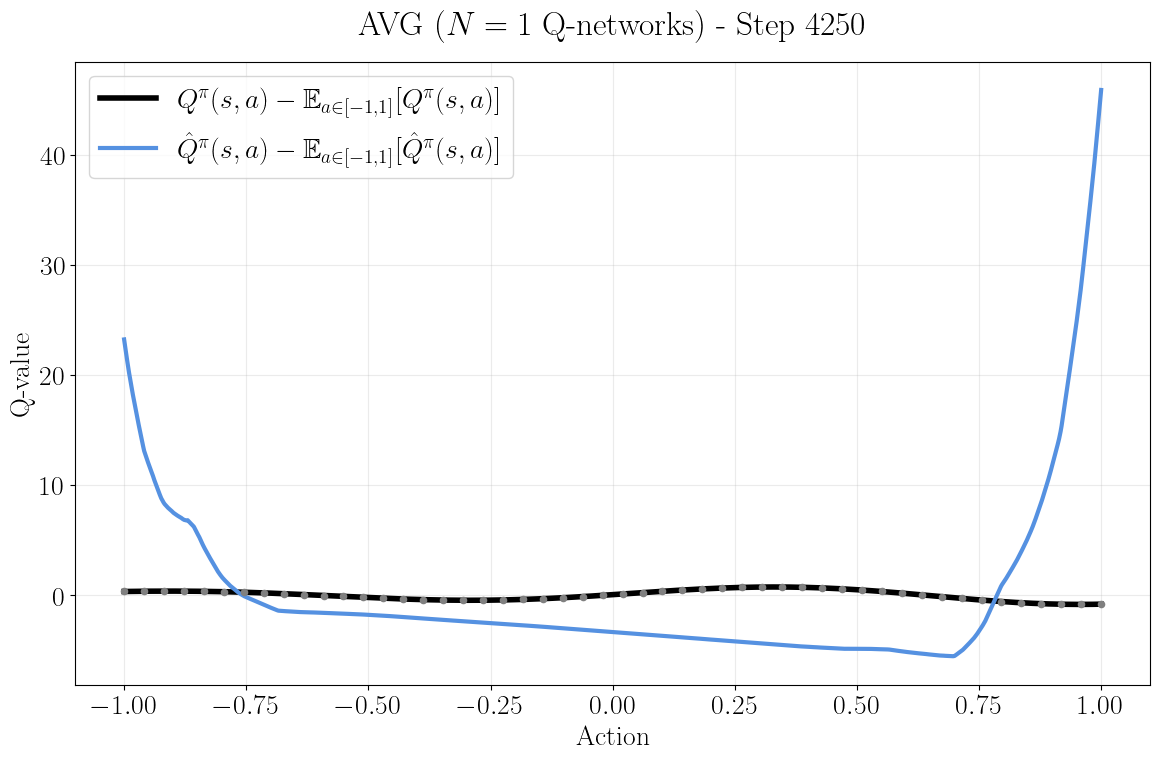 AVG (N = 1 Q-networks) - Step 4250
Q^π(s, a) − 𝔼_{a∈[−1,1]}[Q^π(s, a)]
Q̂^π(s, a) − 𝔼_{a∈[−1,1]}[Q̂^π(s, a)]
40
30
20
10
0
Q-value
−1.00 −0.75 −0.50 −0.25 0.00 0.25 0.50 0.75 1.00
Action